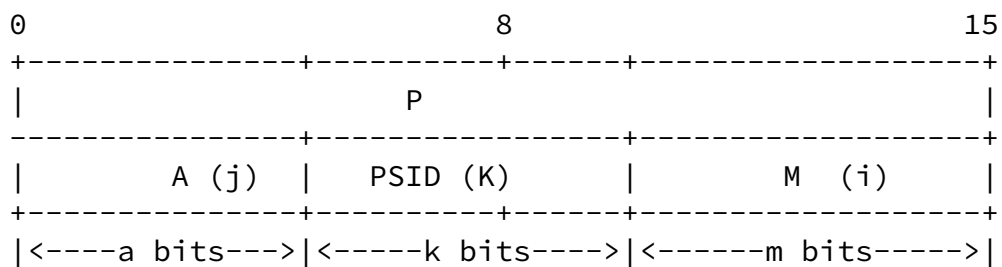 0                          8                          15
+---------------+----------+------+-------------------+
|                     P                               |
----------------+-----------------+-------------------+
|        A (j)  |   PSID (K)      |        M  (i)     |
+---------------+----------+------+-------------------+
|<----a bits--->|<-----k bits---->|<------m bits----->|